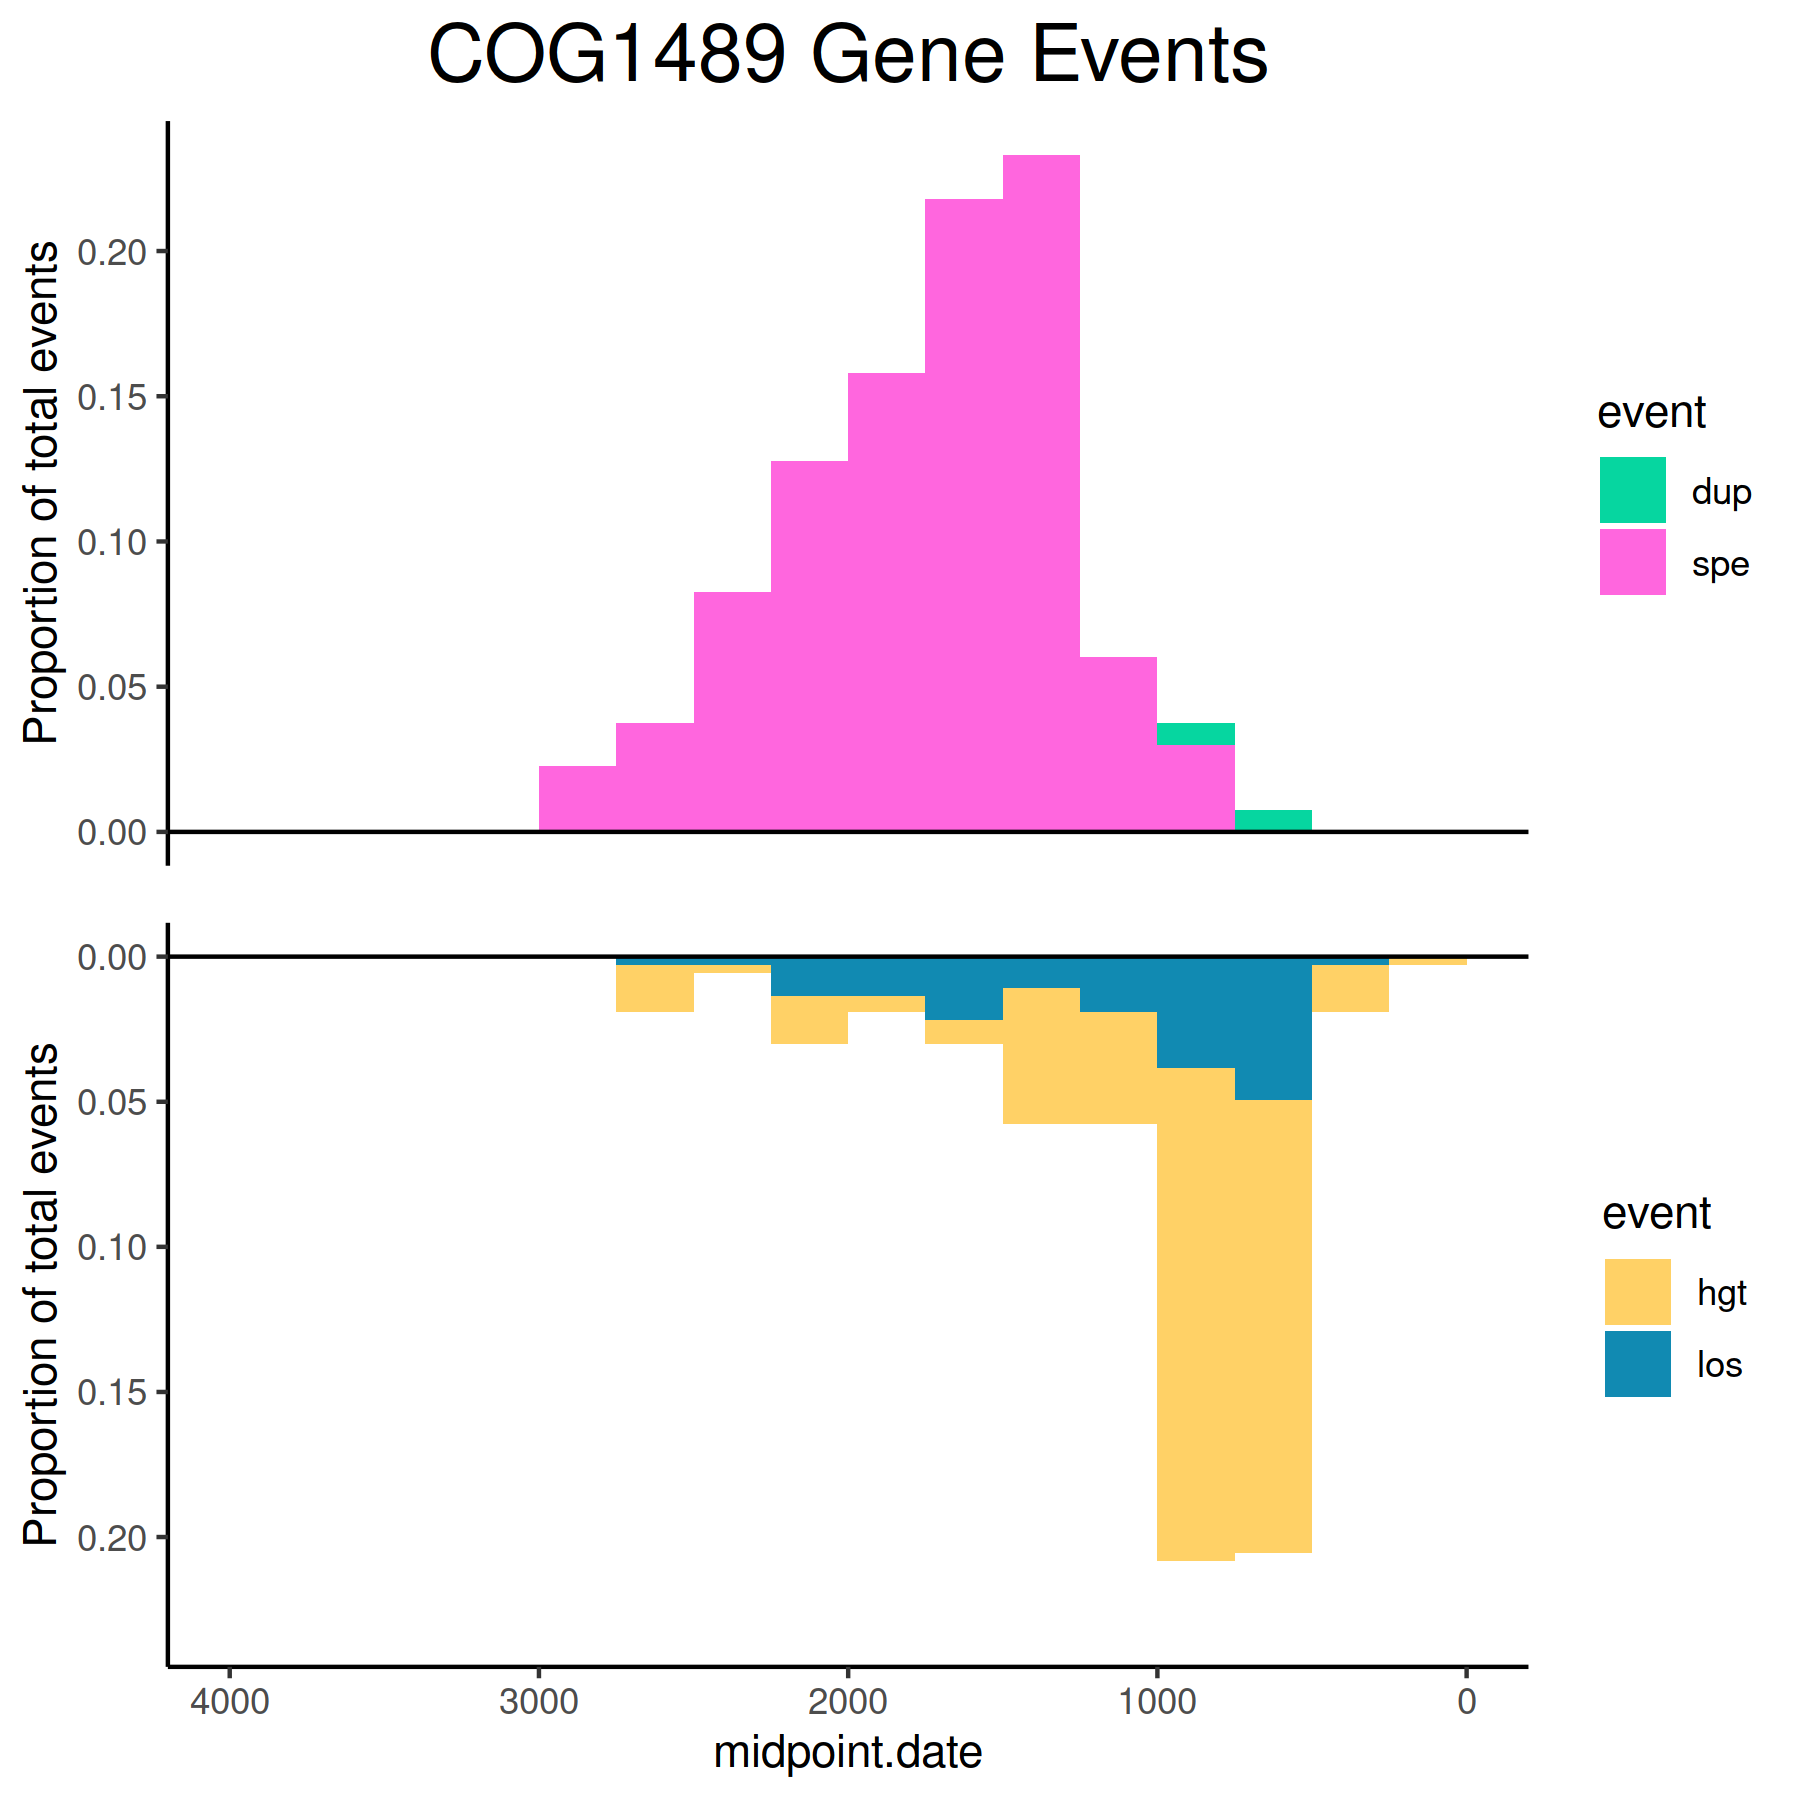 COG1489 Gene Events
Proportion of total events
0.20
0.15
0.10
0.05
0.00
event
dup
spe
Proportion of total events
0.00
0.05
0.10
0.15
0.20
event
hgt
los
4000 3000 2000 1000 0
midpoint.date